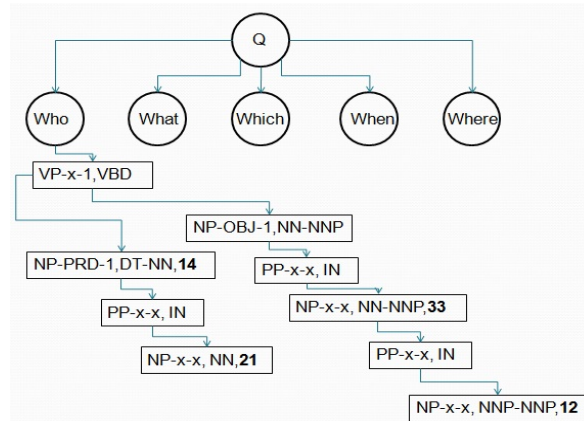 Q
Who
What
Which
When
Where
VP-x-1,VBD
NP-OBJ-1,NN-NNP
NP-PRD-1,DT-NN,14
PP-x-x, IN
PP-x-x, IN
NP-x-x, NN-NNP,33
NP-x-x, NN,21
PP-x-x, IN
NP-x-x, NNP-NNP,12